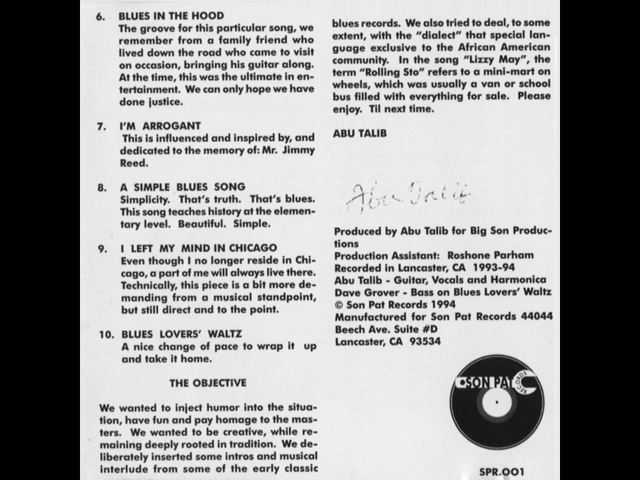 6. BLUES IN THE HOOD
The groove for this particular song, we
remember from a family friend who
lived down the road who came to visit
on occasion, bringing his guitar along.
At the time, this was the ultimate in en-
tertainment. We can only hope we have
done justice.
7. I'M ARROGANT
This is influenced and inspired by, and
dedicated to the memory of: Mr. Jimmy
Reed.
8. A SIMPLE BLUES SONG
Simplicity. That's truth. That's blues.
This song teaches history at the elemen-
tary level. Beautiful. Simple.
9. I LEFT MY MIND IN CHICAGO
Even though I no longer reside in Chi-
cago, a part of me will always live there.
Technically, this piece is a bit more de-
manding from a musical standpoint,
but still direct and to the point.
10. BLUES LOVERS' WALTZ
A nice change of pace to wrap it up
and take it home.
THE OBJECTIVE
We wanted to inject humor into the situa-
tion, have fun and pay homage to the mas-
ters. We wanted to be creative, while re-
maining deeply rooted in tradition. We de-
liberately inserted some intros and musical
interlude from some of the early classic
blues records. We also tried to deal, to some
extent, with the "dialect" that special lan-
guage exclusive to the African American
community. In the song "Lizzy May", the
term "Rolling Sto" refers to a mini-mart on
wheels, which was usually a van or school
bus filled with everything for sale. Please
enjoy. Til next time.
ABU TALIB
Abu Talib
Produced by Abu Talib for Big Son Produc-
tions
Production Assistant: Roshone Parham
Recorded in Lancaster, CA 1993-94
Abu Talib - Guitar, Vocals and Harmonica
Dave Grover - Bass on Blues Lovers' Waltz
© Son Pat Records 1994
Manufactured for Son Pat Records 44044
Beech Ave. Suite #D
Lancaster, CA 93534
SON PAT
RECORDS
SPR.OO1